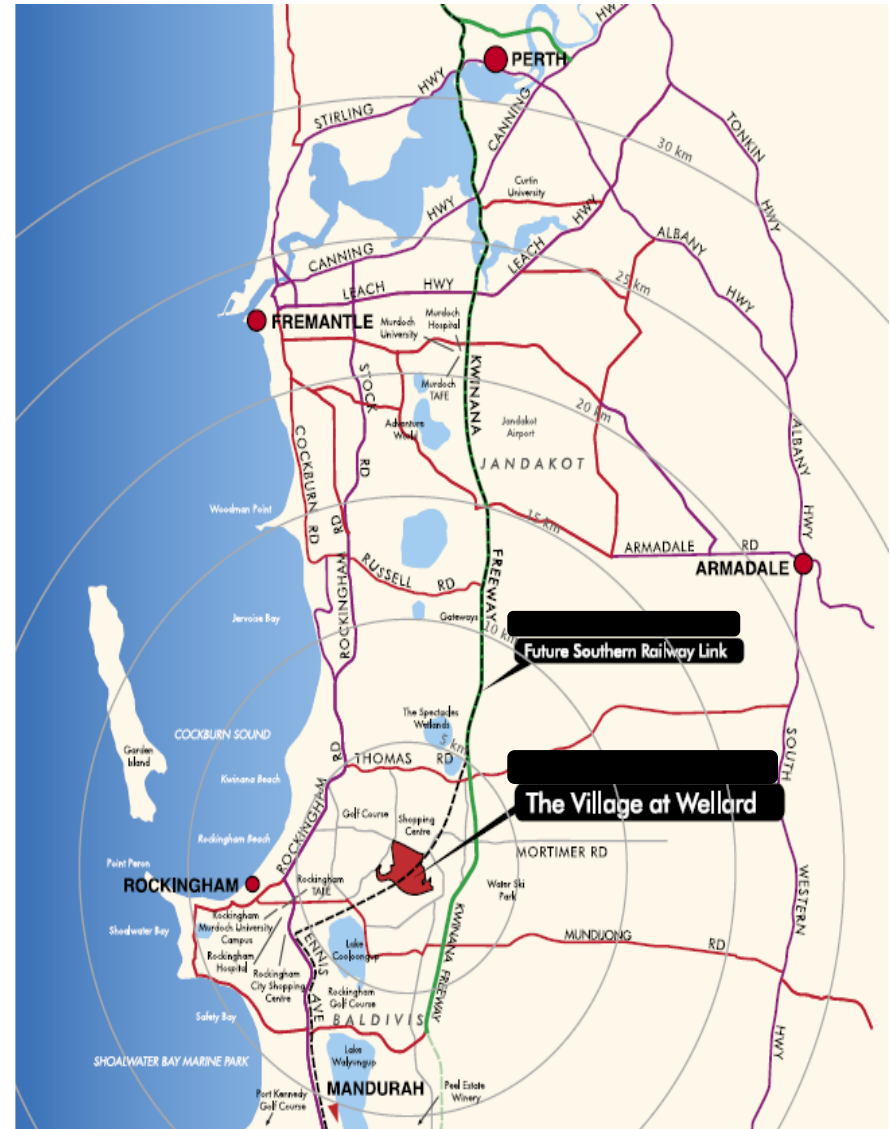 HWY
PERTH
HWY
STIRLING
CANNING
TONKIN
30 km
Curtin
University
HWY
HWY
HWY
ALBANY
CANNING
LEACH
25 km
LEACH
HWY
HWY
FREMANTLE
Murdoch
Hospital
Murdoch
University
KWINANA
STOCK
Murdoch
TAFE
20 km
Adventure
World
Jandakot
Airport
ALBANY
COCKBURN
JANDAKOT
RD
Woodman Point
RD
RD
15 km
HWY
FREEWAY
ARMADALE
RD
ARMADALE
RUSSELL
RD
ROCKINGHAM
Jervoise Bay
Gateways
10 km
Future Southern Railway Link
The Spectacles
Wetlands
COCKBURN SOUND
5 km
SOUTH
Garden
Island
RD
THOMAS
RD
Kwinana Beach
The Village at Wellard
Golf Course
Shopping
Centre
ROCKINGHAM
Rockingham Beach
MORTIMER RD
Point Peron
ROCKINGHAM
Rockingham
TAFE
Water Ski
Park
WESTERN
Rockingham
Murdoch University
Campus
Shoalwater Bay
KWINANA FREEWAY
MUNDIJONG
RD
Lake
Cooloongup
ENNIS
Rockingham
Hospital
Rockingham
City Shopping
Centre
Rockingham
Golf Course
AVE
Safety Bay
BALDIVIS
HWY
Lake
Walyungup
SHOALWATER BAY MARINE PARK
MANDURAH
Port Kennedy
Golf Course
Peel Estate
Winery